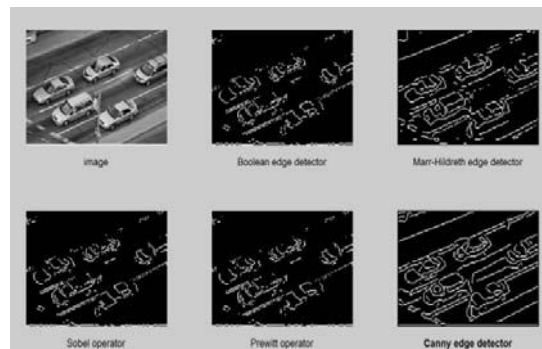 image
Boolean edge detector
Marr-Hildreth edge detector
Sobel operator
Prewitt operator
Canny edge detector